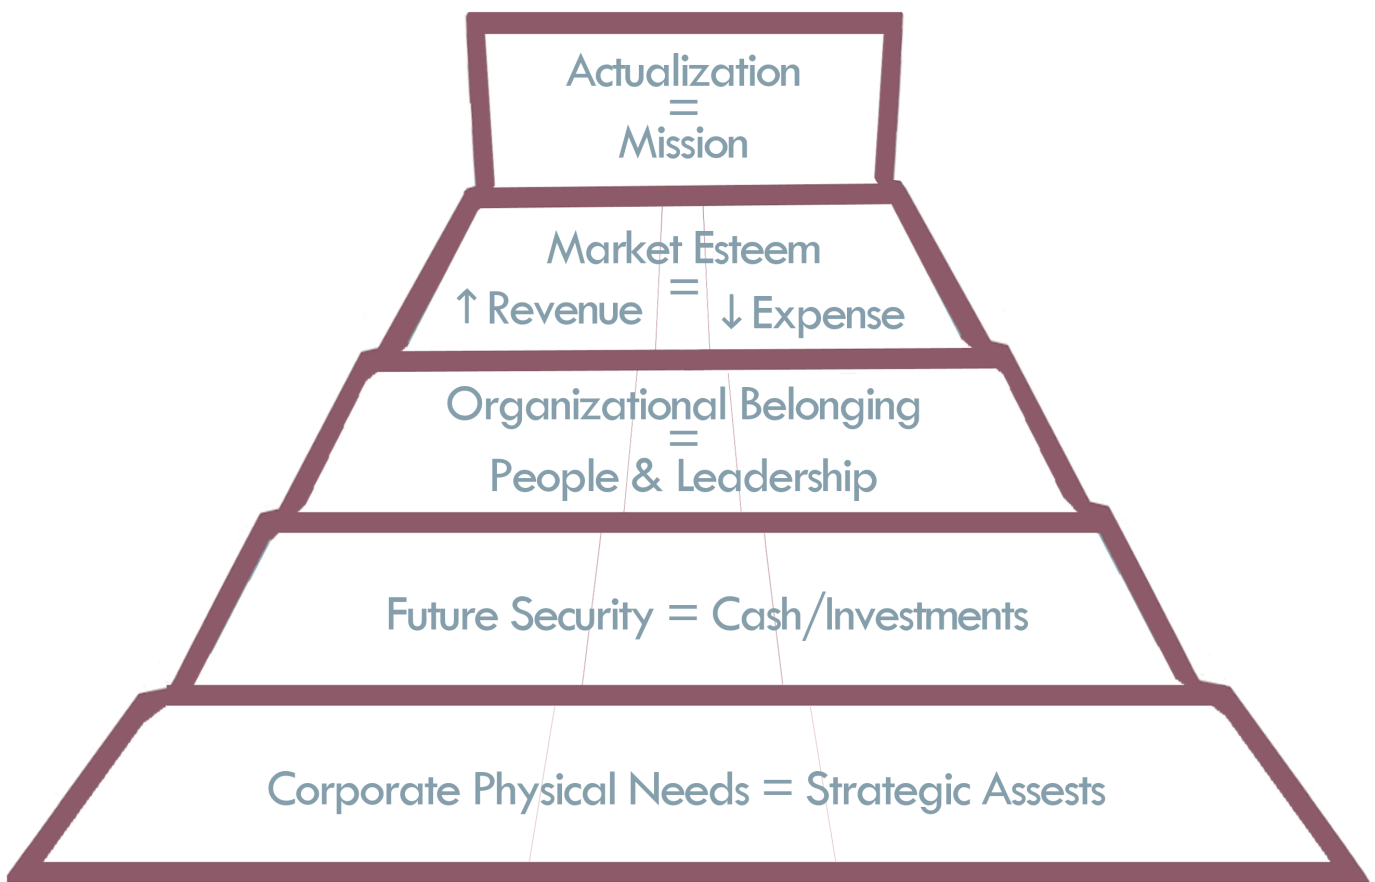 Actualization
=
Mission
Market Esteem
=
↑Revenue ↓Expense
Organizational Belonging
=
People & Leadership
Future Security = Cash/Investments
Corporate Physical Needs = Strategic Assests